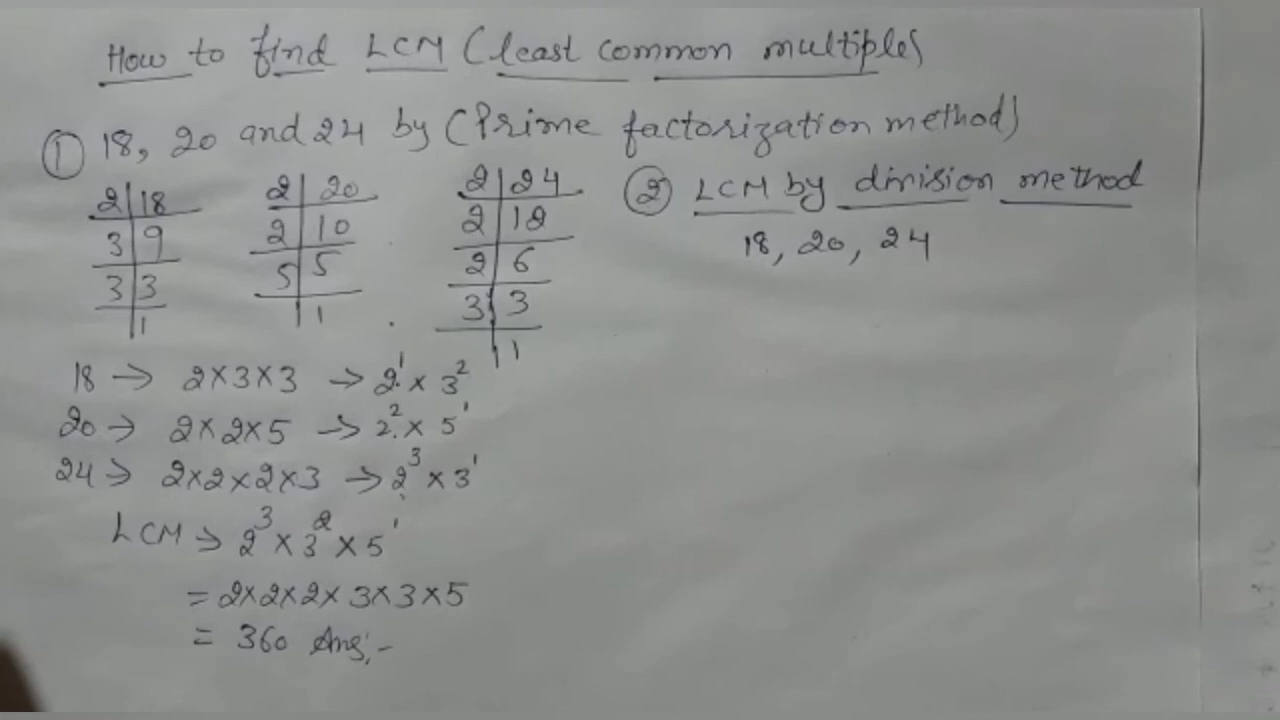 How to find LCM (least common multiple)
① 18, 20 and 24 by (Prime factorization method)
2 | 18
3 | 9
3 | 3
| 1
2 | 20
2 | 10
5 | 5
| 1
2 | 24
2 | 12
2 | 6
3 | 3
| 1
18 → 2×3×3 → 2¹ × 3²
20 → 2×2×5 → 2² × 5¹
24 → 2×2×2×3 → 2³ × 3¹
LCM → 2³ × 3² × 5¹
= 2×2×2×3×3×5
= 360 Ans;-
② LCM by division method
18, 20, 24